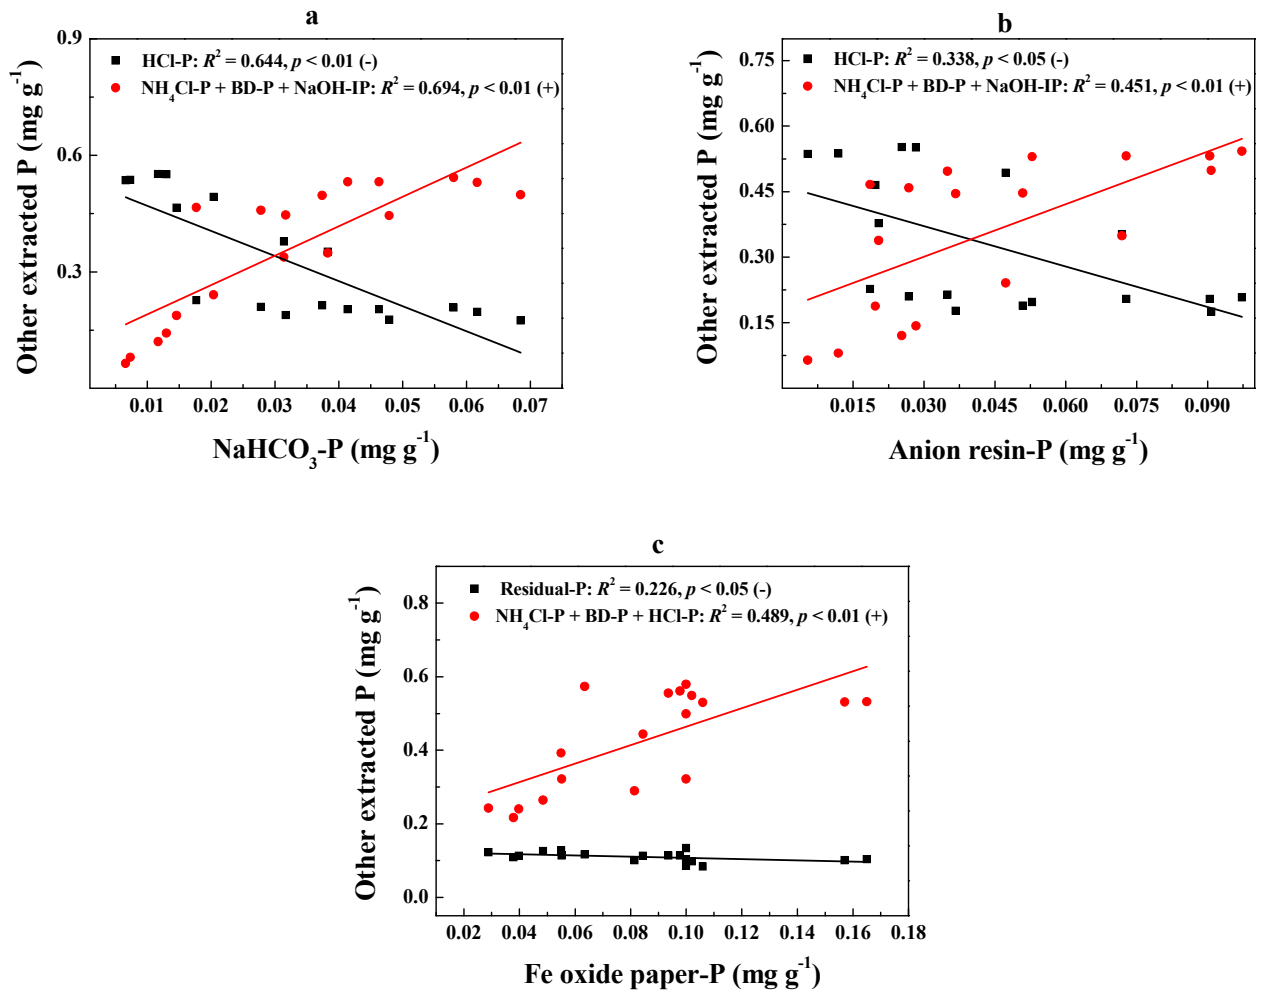 a
HCl-P: R² = 0.644, p < 0.01 (-)
NH₄Cl-P + BD-P + NaOH-IP: R² = 0.694, p < 0.01 (+)
Other extracted P (mg g⁻¹)
0.9
0.6
0.3
0.01 0.02 0.03 0.04 0.05 0.06 0.07
NaHCO₃-P (mg g⁻¹)
b
HCl-P: R² = 0.338, p < 0.05 (-)
NH₄Cl-P + BD-P + NaOH-IP: R² = 0.451, p < 0.01 (+)
Other extracted P (mg g⁻¹)
0.75
0.60
0.45
0.30
0.15
0.015 0.030 0.045 0.060 0.075 0.090
Anion resin-P (mg g⁻¹)
c
Residual-P: R² = 0.226, p < 0.05 (-)
NH₄Cl-P + BD-P + HCl-P: R² = 0.489, p < 0.01 (+)
Other extracted P (mg g⁻¹)
0.8
0.6
0.4
0.2
0.0
0.02 0.04 0.06 0.08 0.10 0.12 0.14 0.16 0.18
Fe oxide paper-P (mg g⁻¹)